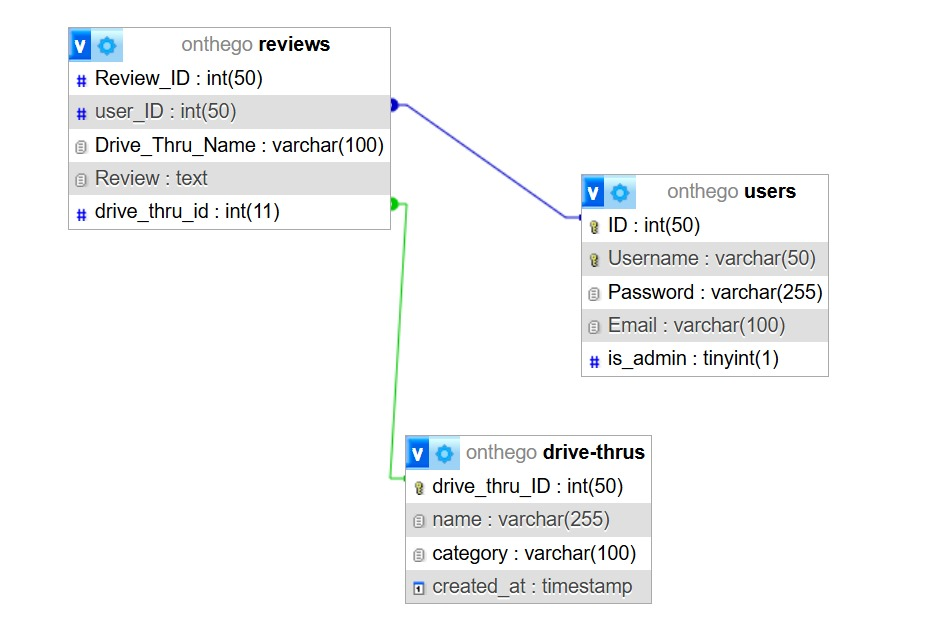 onthego reviews
# Review_ID : int(50)
# user_ID : int(50)
Drive_Thru_Name : varchar(100)
Review : text
# drive_thru_id : int(11)
onthego users
ID : int(50)
Username : varchar(50)
Password : varchar(255)
Email : varchar(100)
# is_admin : tinyint(1)
onthego drive-thrus
drive_thru_ID : int(50)
name : varchar(255)
category : varchar(100)
created_at : timestamp